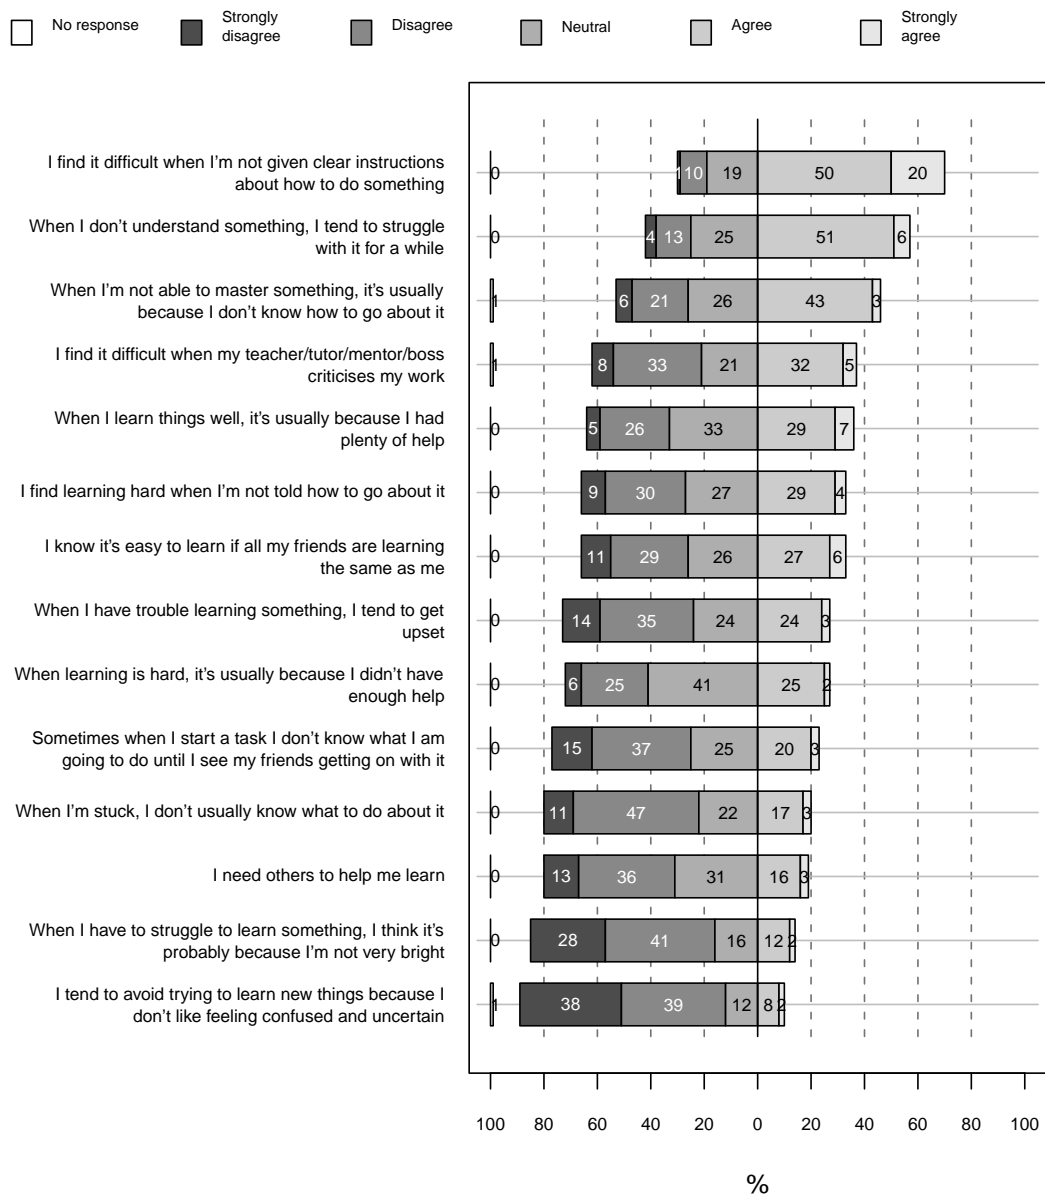 No response
Strongly
disagree
Disagree
Neutral
Agree
Strongly
agree
I find it difficult when I'm not given clear instructions
about how to do something
0 1 10 19 50 20
When I don't understand something, I tend to struggle
with it for a while
0 4 13 25 51 6
When I'm not able to master something, it's usually
because I don't know how to go about it
1 6 21 26 43 3
I find it difficult when my teacher/tutor/mentor/boss
criticises my work
1 8 33 21 32 5
When I learn things well, it's usually because I had
plenty of help
0 5 26 33 29 7
I find learning hard when I'm not told how to go about it
0 9 30 27 29 4
I know it's easy to learn if all my friends are learning
the same as me
0 11 29 26 27 6
When I have trouble learning something, I tend to get
upset
0 14 35 24 24 3
When learning is hard, it's usually because I didn't have
enough help
0 6 25 41 25 2
Sometimes when I start a task I don't know what I am
going to do until I see my friends getting on with it
0 15 37 25 20 3
When I'm stuck, I don't usually know what to do about it
0 11 47 22 17 3
I need others to help me learn
0 13 36 31 16 3
When I have to struggle to learn something, I think it's
probably because I'm not very bright
0 28 41 16 12 2
I tend to avoid trying to learn new things because I
don't like feeling confused and uncertain
1 38 39 12 8 2
100 80 60 40 20 0 20 40 60 80 100
%